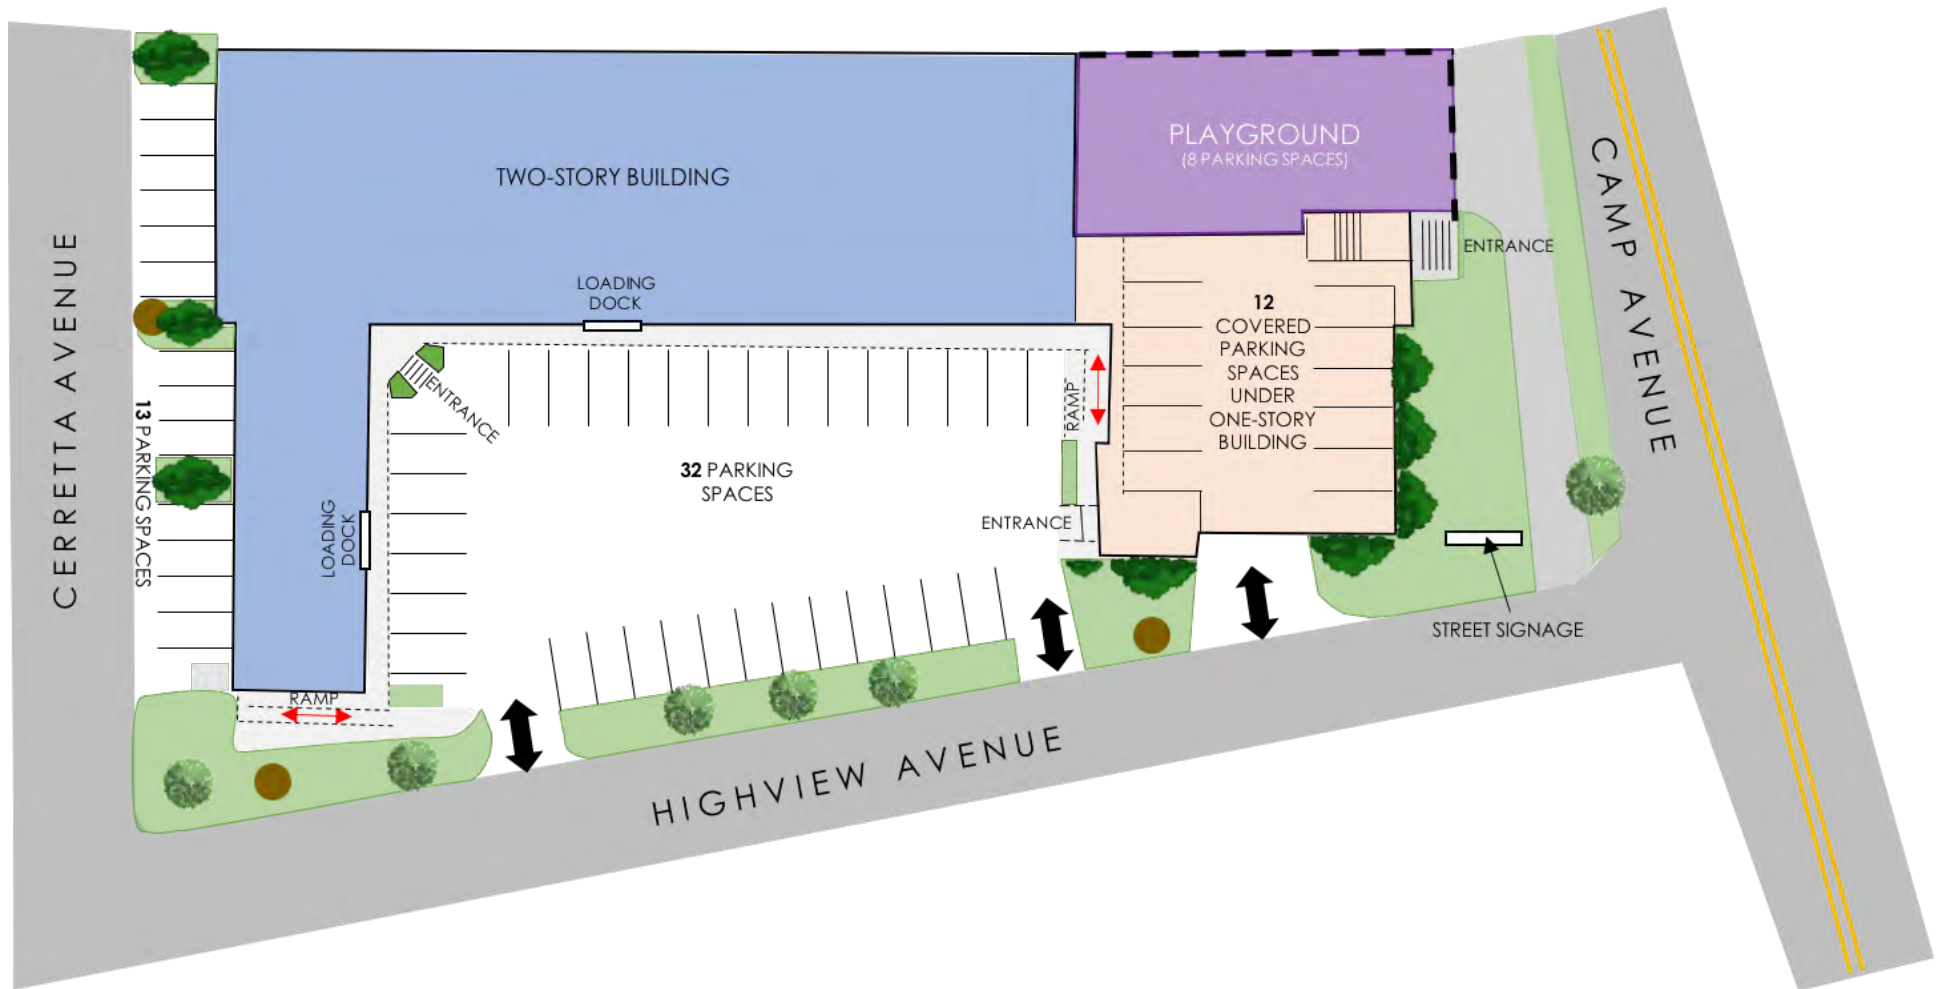 PLAYGROUND
(8 PARKING SPACES)
TWO-STORY BUILDING
CAMP AVENUE
CERRETTA AVENUE
ENTRANCE
LOADING
DOCK
12
COVERED
PARKING
SPACES
UNDER
ONE-STORY
BUILDING
ENTRANCE
RAMP
13 PARKING SPACES
32 PARKING
SPACES
LOADING
DOCK
ENTRANCE
STREET SIGNAGE
RAMP
HIGHVIEW AVENUE